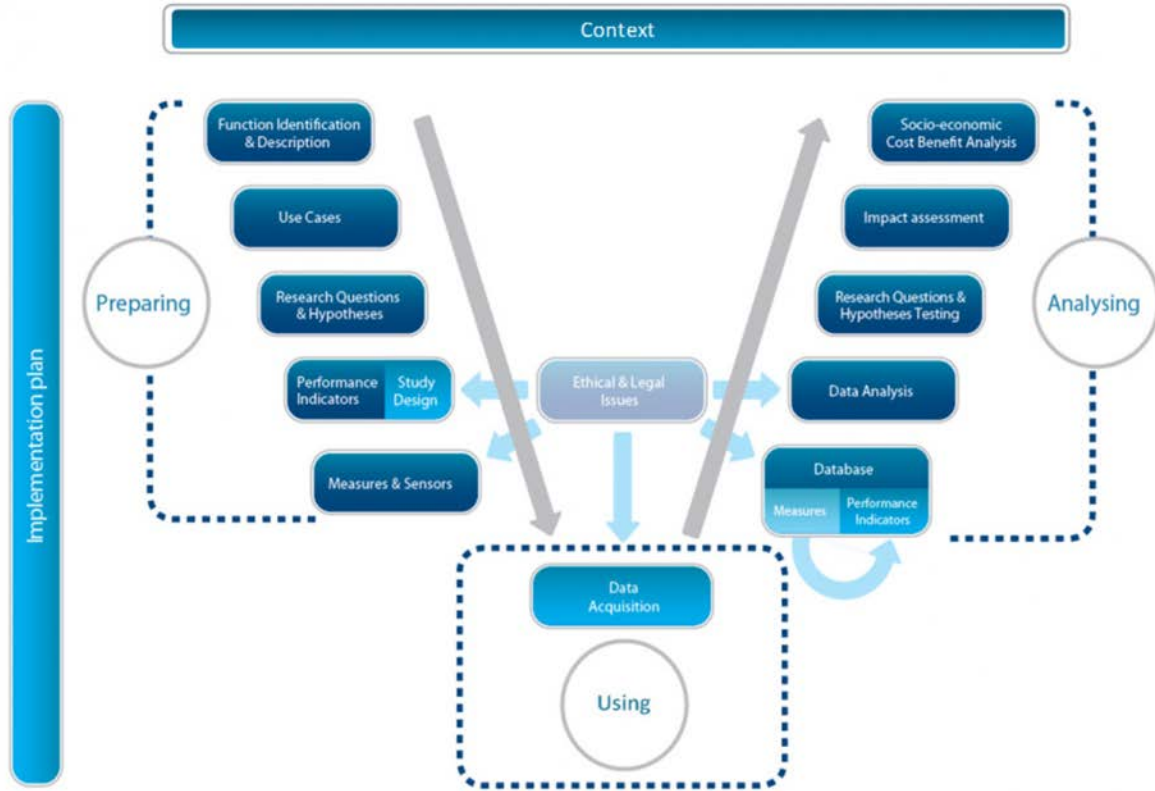 Context
Implementation plan
Preparing
Function Identification
& Description
Use Cases
Research Questions
& Hypotheses
Performance
Indicators
Study
Design
Measures & Sensors
Ethical & Legal
Issues
Data
Acquisition
Using
Socio-economic
Cost Benefit Analysis
Impact assessment
Research Questions &
Hypotheses Testing
Data Analysis
Database
Measures
Performance
Indicators
Analysing